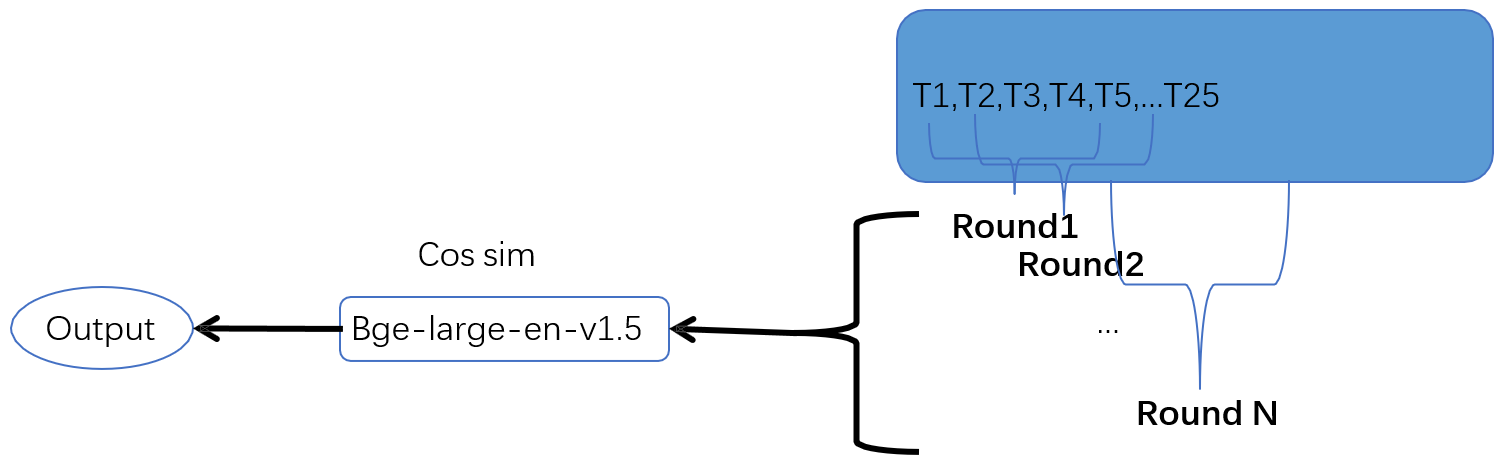 T1,T2,T3,T4,T5,...T25
Round1
Cos sim
Round2
Output
Bge-large-en-v1.5
...
Round N